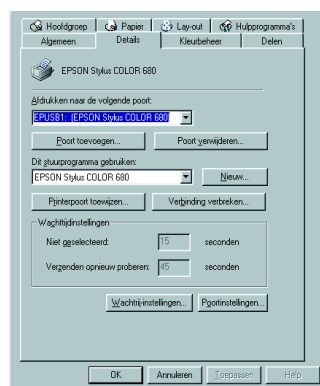 Hoofdgroep Papier Lay-out Hulpprogramma's
Algemeen Details Kleurbeheer Delen
EPSON Stylus COLOR 680
Afdrukken naar de volgende poort:
EPUSB1: (EPSON Stylus COLOR 680)
Poort toevoegen... Poort verwijderen...
Dit stuurprogramma gebruiken:
EPSON Stylus COLOR 680 Nieuw...
Printerpoort toewijzen... Verbinding verbreken...
Wachttijdinstellingen
Niet geselecteerd: 15 seconden
Verzenden opnieuw proberen: 45 seconden
Wachtrij-instellingen... Poortinstellingen...
OK Annuleren Toepassen Help